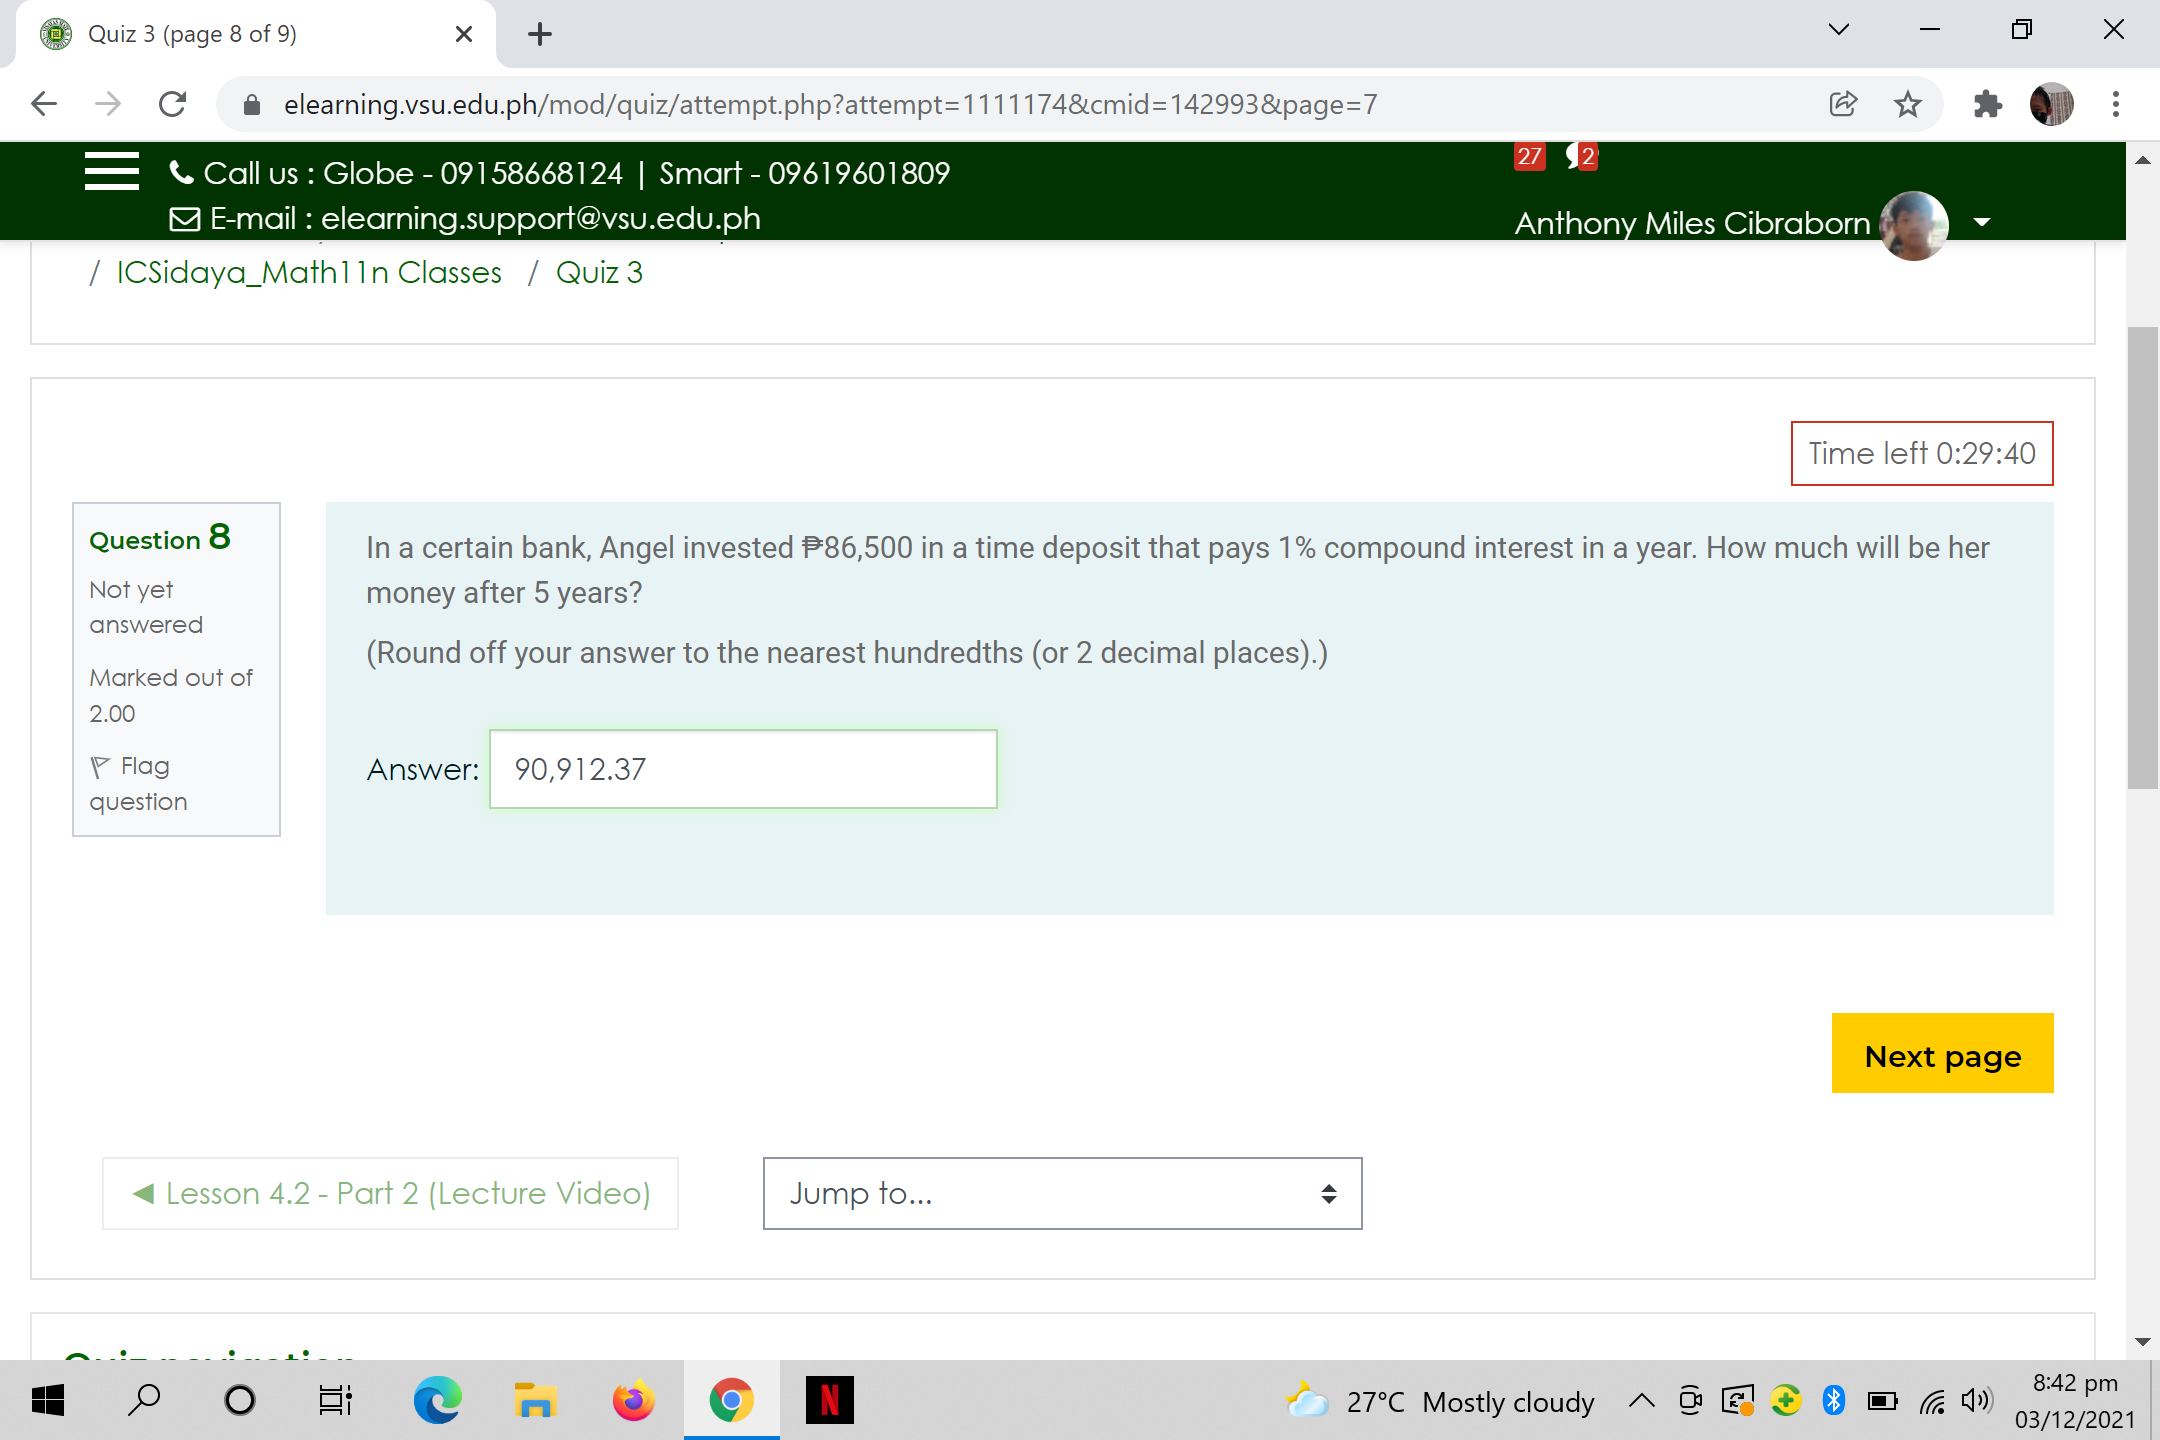 Quiz 3 (page 8 of 9)
elearning.vsu.edu.ph/mod/quiz/attempt.php?attempt=1111174&cmid=142993&page=7
Call us : Globe - 09158668124 | Smart - 09619601809
27 2
E-mail : elearning.support@vsu.edu.ph
Anthony Miles Cibraborn
/ ICSidaya_Math11n Classes / Quiz 3
Time left 0:29:40
Question 8
Not yet
answered
Marked out of
2.00
Flag
question
In a certain bank, Angel invested ₱86,500 in a time deposit that pays 1% compound interest in a year. How much will be her
money after 5 years?
(Round off your answer to the nearest hundredths (or 2 decimal places).)
Answer: 90,912.37
Next page
◄ Lesson 4.2 - Part 2 (Lecture Video)
Jump to...
Quiz navigation
N
27°C Mostly cloudy
8:42 pm
03/12/2021